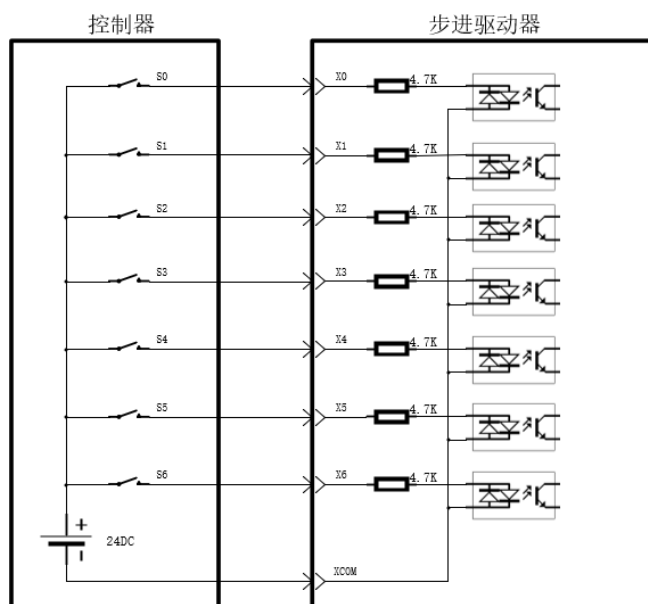 控制器 步进驱动器
S0 X0 4.7K
S1 X1 4.7K
S2 X2 4.7K
S3 X3 4.7K
S4 X4 4.7K
S5 X5 4.7K
S6 X6 4.7K
+
24DC
-
XCOM